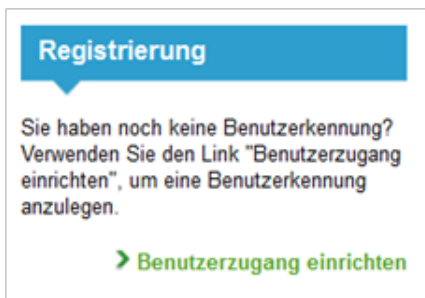 Registrierung
Sie haben noch keine Benutzerkennung?
Verwenden Sie den Link "Benutzerzugang
einrichten", um eine Benutzerkennung
anzulegen.
Benutzerzugang einrichten